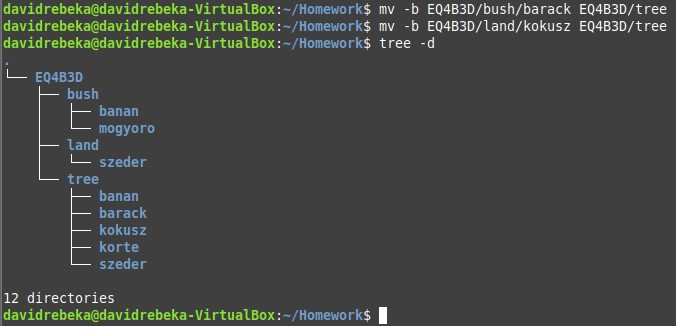 davidrebeka@davidrebeka-VirtualBox:~/Homework$ mv -b EQ4B3D/bush/barack EQ4B3D/tree
davidrebeka@davidrebeka-VirtualBox:~/Homework$ mv -b EQ4B3D/land/kokusz EQ4B3D/tree
davidrebeka@davidrebeka-VirtualBox:~/Homework$ tree -d
.
└── EQ4B3D
    ├── bush
    │   ├── banan
    │   └── mogyoro
    ├── land
    │   └── szeder
    └── tree
        ├── banan
        ├── barack
        ├── kokusz
        ├── korte
        └── szeder
12 directories
davidrebeka@davidrebeka-VirtualBox:~/Homework$